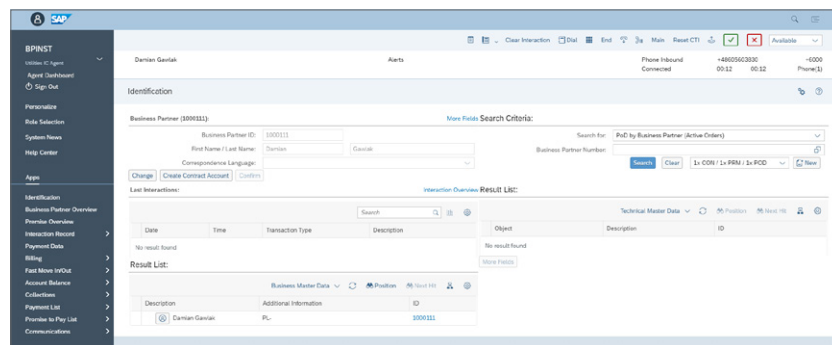 SAP
BPINST
Utilities IC Agent
Agent Dashboard
Sign Out
Personalize
Role Selection
System News
Help Center
Apps
Identification
Business Partner Overview
Premise Overview
Interaction Record
Payment Data
Billing
Fast Move In/Out
Account Balance
Collections
Payment List
Promise to Pay List
Communications
Clear Interaction Dial End Main Reset CTI Available
Damian Gawlak Alerts Phone Inbound +48605603830 ~6000
Connected 00:12 00:12 Phone(1)
Identification
Business Partner (1000111): More Fields
Business Partner ID: 1000111
First Name / Last Name: Damian Gawlak
Correspondence Language:
Change Create Contract Account Confirm
Last Interactions: Interaction Overview
Search
Date Time Transaction Type Description
No result found
Result List:
Business Master Data Position Next Hit
Description Additional Information ID
Damian Gawlak PL- 1000111
Search Criteria:
Search for: PoD by Business Partner (Active Orders)
Business Partner Number:
Search Clear 1x CON / 1x PRM / 1x POD New
Result List:
Technical Master Data Position Next Hit
Object Description ID
No result found
More Fields